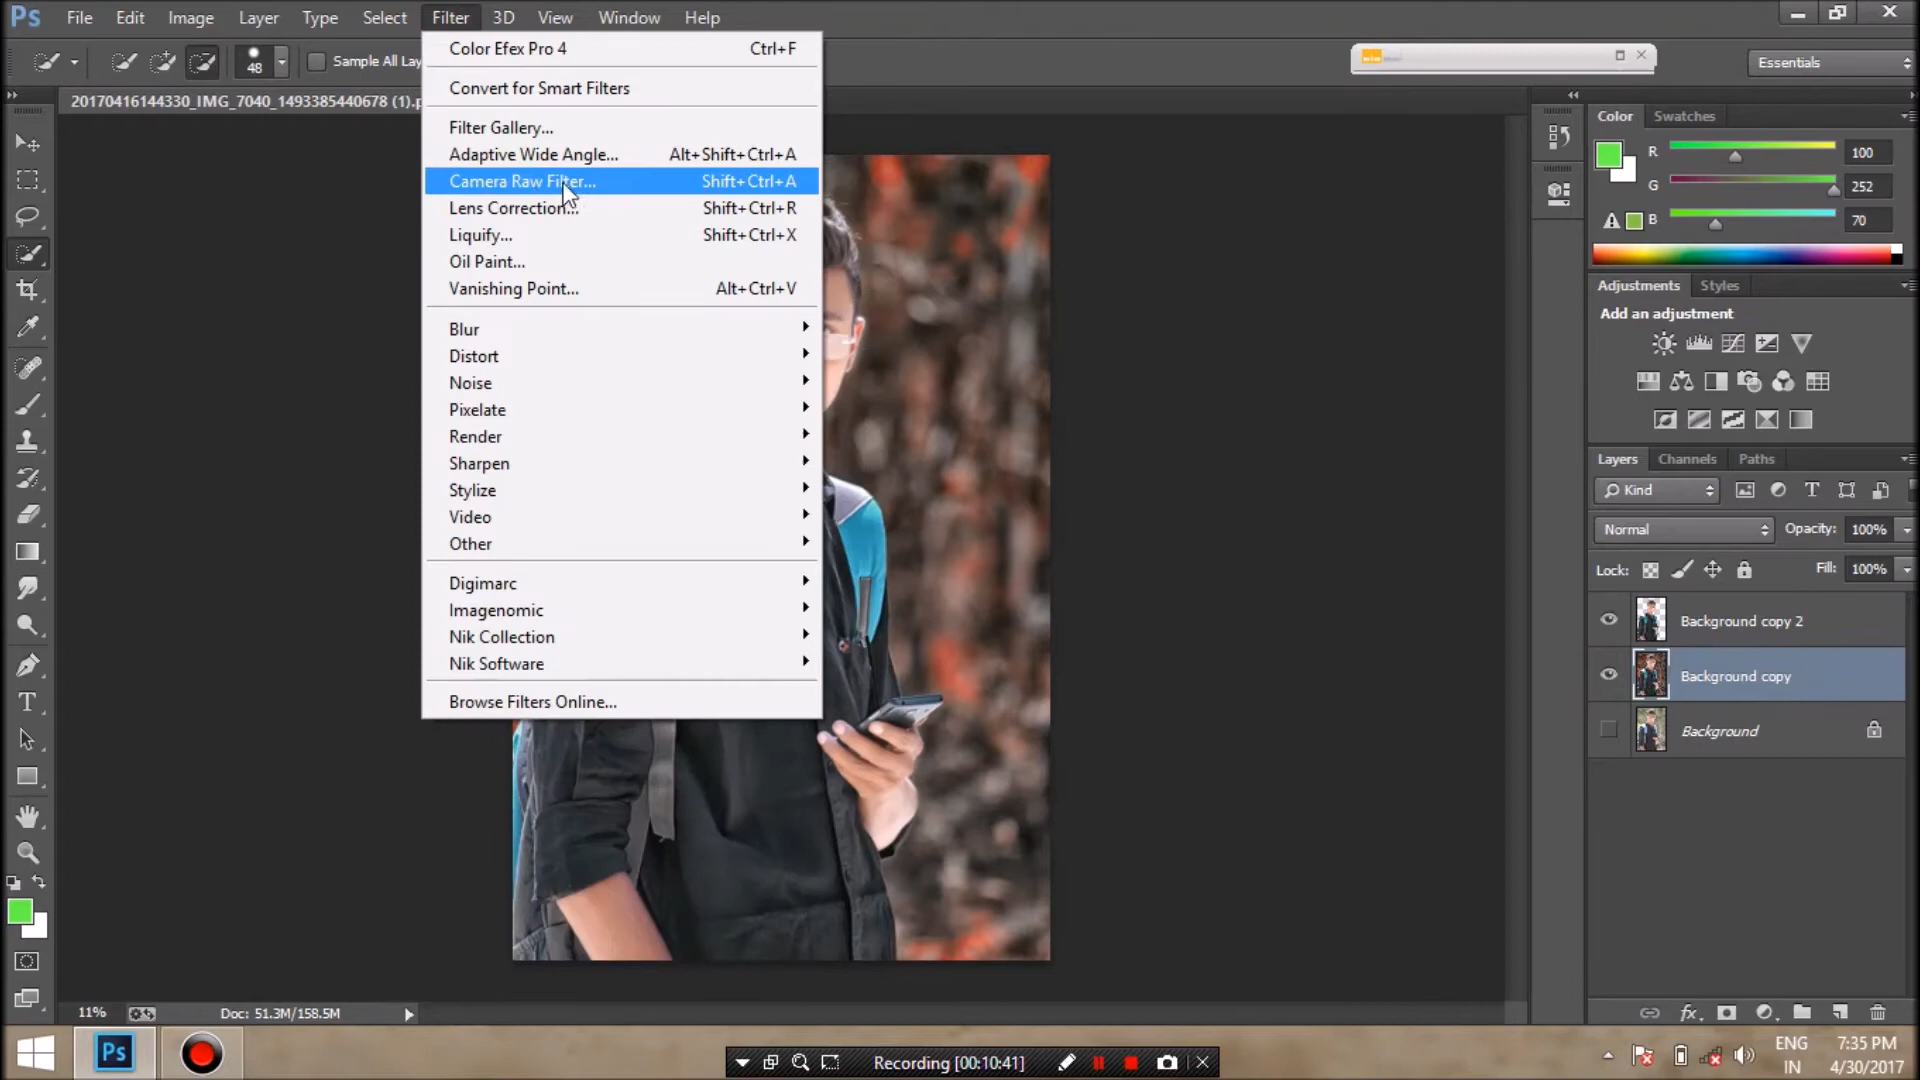 Ps File Edit Image Layer Type Select Filter 3D View Window Help
48 Sample All Lay
Essentials
20170416144330_IMG_7040_1493385440678 (1).p
Color Efex Pro 4 Ctrl+F
Convert for Smart Filters
Filter Gallery...
Adaptive Wide Angle... Alt+Shift+Ctrl+A
Camera Raw Filter... Shift+Ctrl+A
Lens Correction... Shift+Ctrl+R
Liquify... Shift+Ctrl+X
Oil Paint...
Vanishing Point... Alt+Ctrl+V
Blur
Distort
Noise
Pixelate
Render
Sharpen
Stylize
Video
Other
Digimarc
Imagenomic
Nik Collection
Nik Software
Browse Filters Online...
Color Swatches
R 100
G 252
B 70
Adjustments Styles
Add an adjustment
Layers Channels Paths
Kind
Normal Opacity: 100%
Lock: Fill: 100%
Background copy 2
Background copy
Background
11% Doc: 51.3M/158.5M
Ps
Recording [00:10:41]
ENG 7:35 PM
IN 4/30/2017